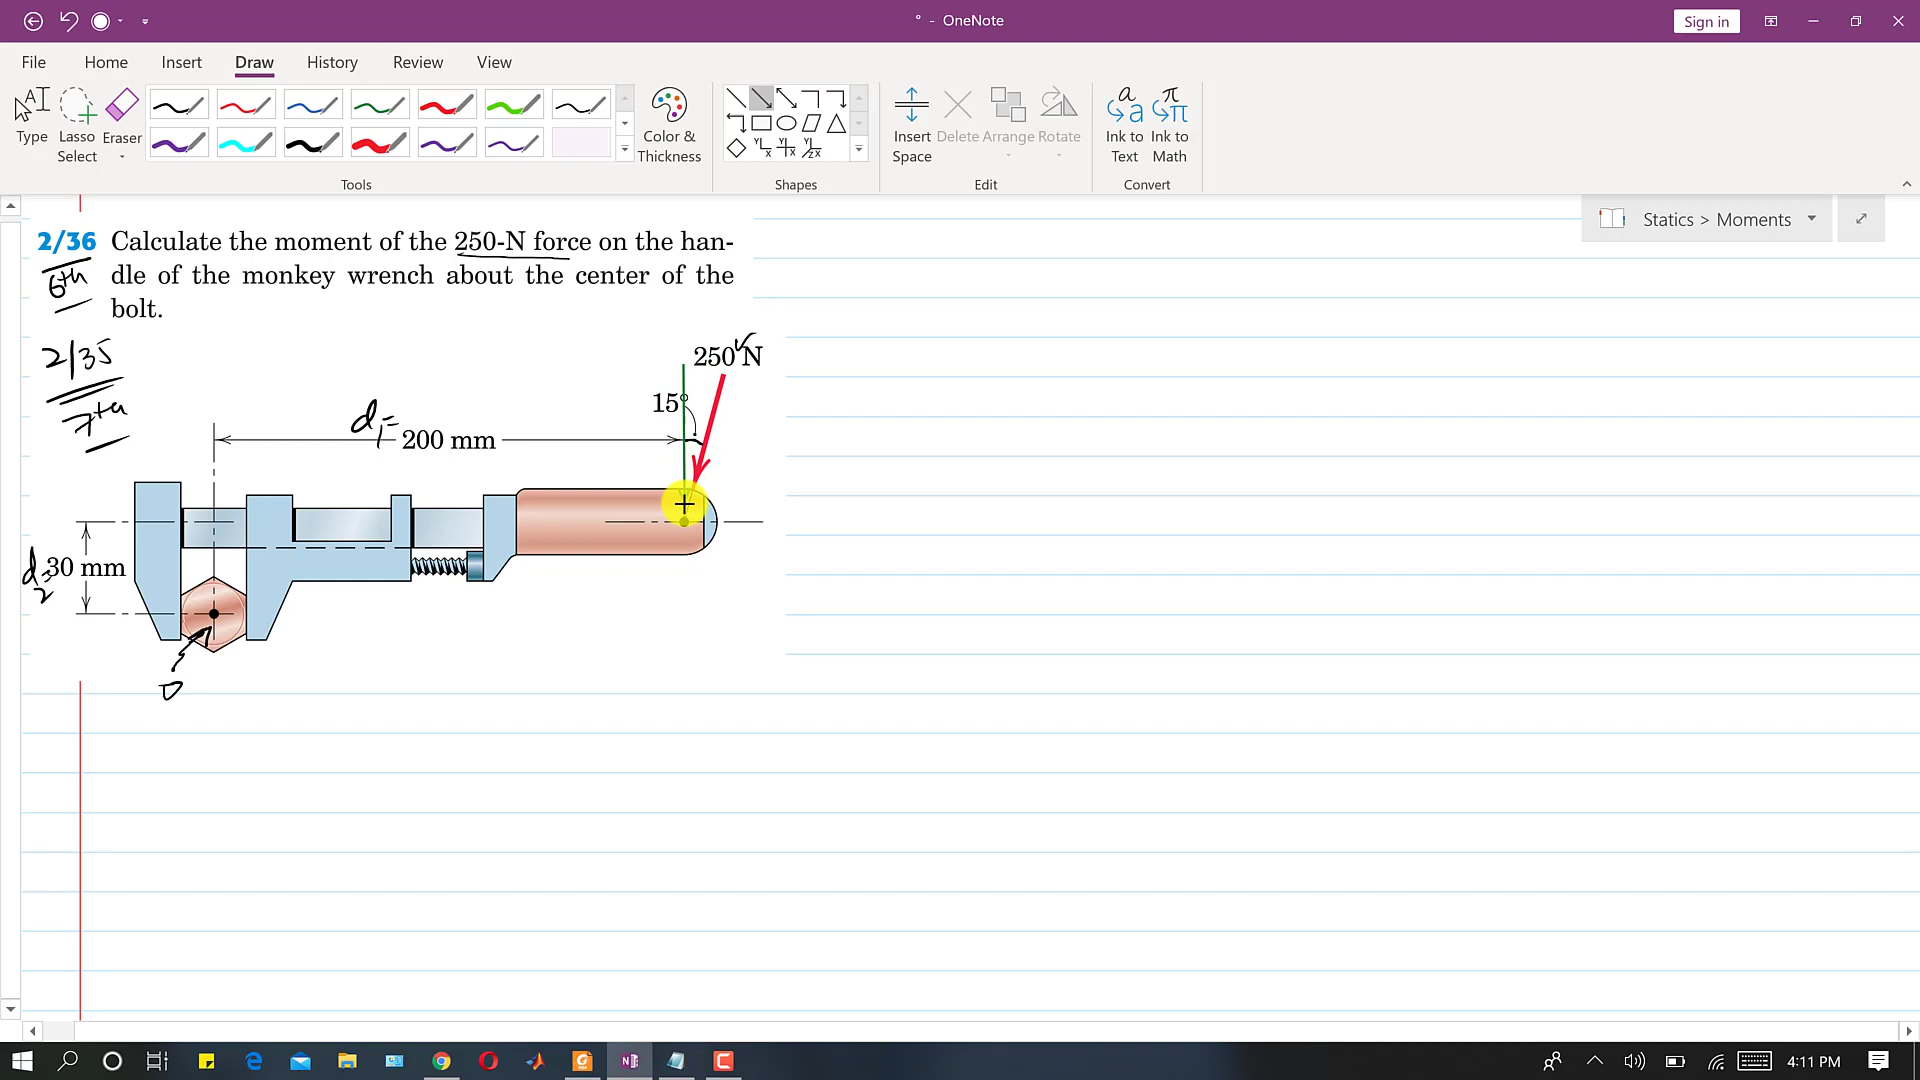 ° - OneNote
Sign in
File Home Insert Draw History Review View
Type
Lasso Select
Eraser
Color & Thickness
Insert Space
Delete
Arrange
Rotate
Ink to Text
Ink to Math
Tools
Shapes
Edit
Convert
Statics > Moments
2/36 Calculate the moment of the 250-N force on the han-
dle of the monkey wrench about the center of the
bolt.
6th
2/35
7th
250 N
15°
d1= 200 mm
d2= 30 mm
O
4:11 PM